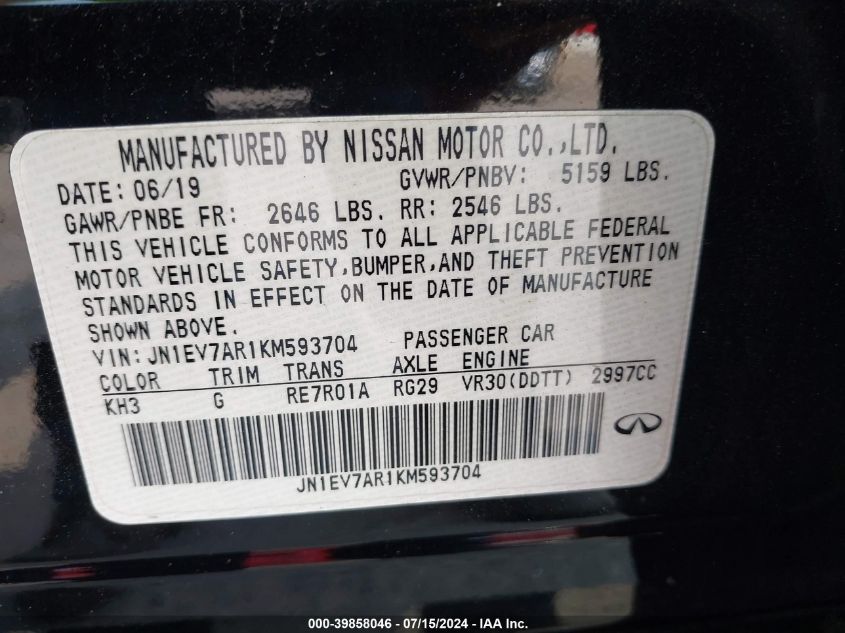 MANUFACTURED BY NISSAN MOTOR CO.,LTD.
DATE: 06/19 GVWR/PNBV: 5159 LBS.
GAWR/PNBE FR: 2646 LBS. RR: 2546 LBS.
THIS VEHICLE CONFORMS TO ALL APPLICABLE FEDERAL
MOTOR VEHICLE SAFETY,BUMPER,AND THEFT PREVENTION
STANDARDS IN EFFECT ON THE DATE OF MANUFACTURE
SHOWN ABOVE.
VIN: JN1EV7AR1KM593704 PASSENGER CAR
COLOR TRIM TRANS AXLE ENGINE
KH3 G RE7R01A RG29 VR30(DDTT) 2997CC
JN1EV7AR1KM593704
000-39858046 - 07/15/2024 - IAA Inc.